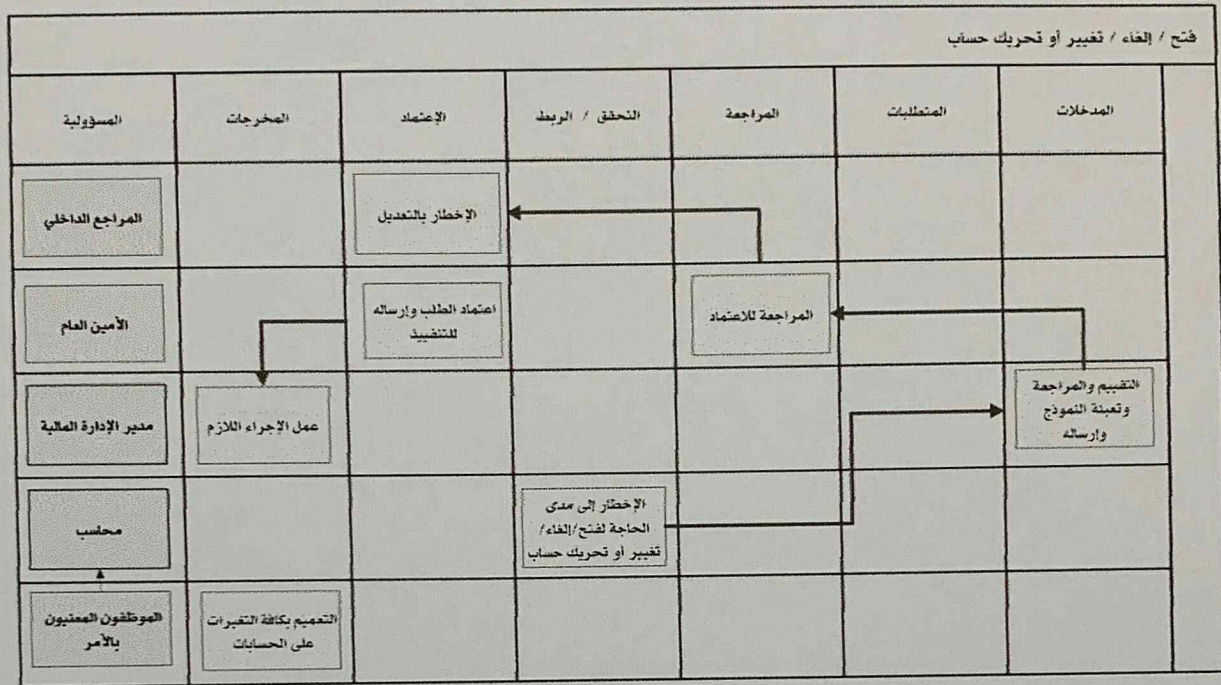 فتح / إلغاء / تغيير أو تحريك حساب
المدخلات
المتطلبات
المراجعة
التحقق / الربط
الإعتماد
المخرجات
المسؤولية
الإخطار بالتعديل
المراجع الداخلي
المراجعة للاعتماد
اعتماد الطلب وإرساله
للتنفييذ
الأمين العام
التقييم والمراجعة
وتعبئة النموذج
وإرساله
عمل الإجراء اللازم
مدير الإدارة المالية
الإخطار إلى مدى
الحاجة لفتح/إلغاء/
تغيير أو تحريك حساب
محاسب
التعميم بكافة التغيرات
على الحسابات
الموظفون المعنيون
بالأمر